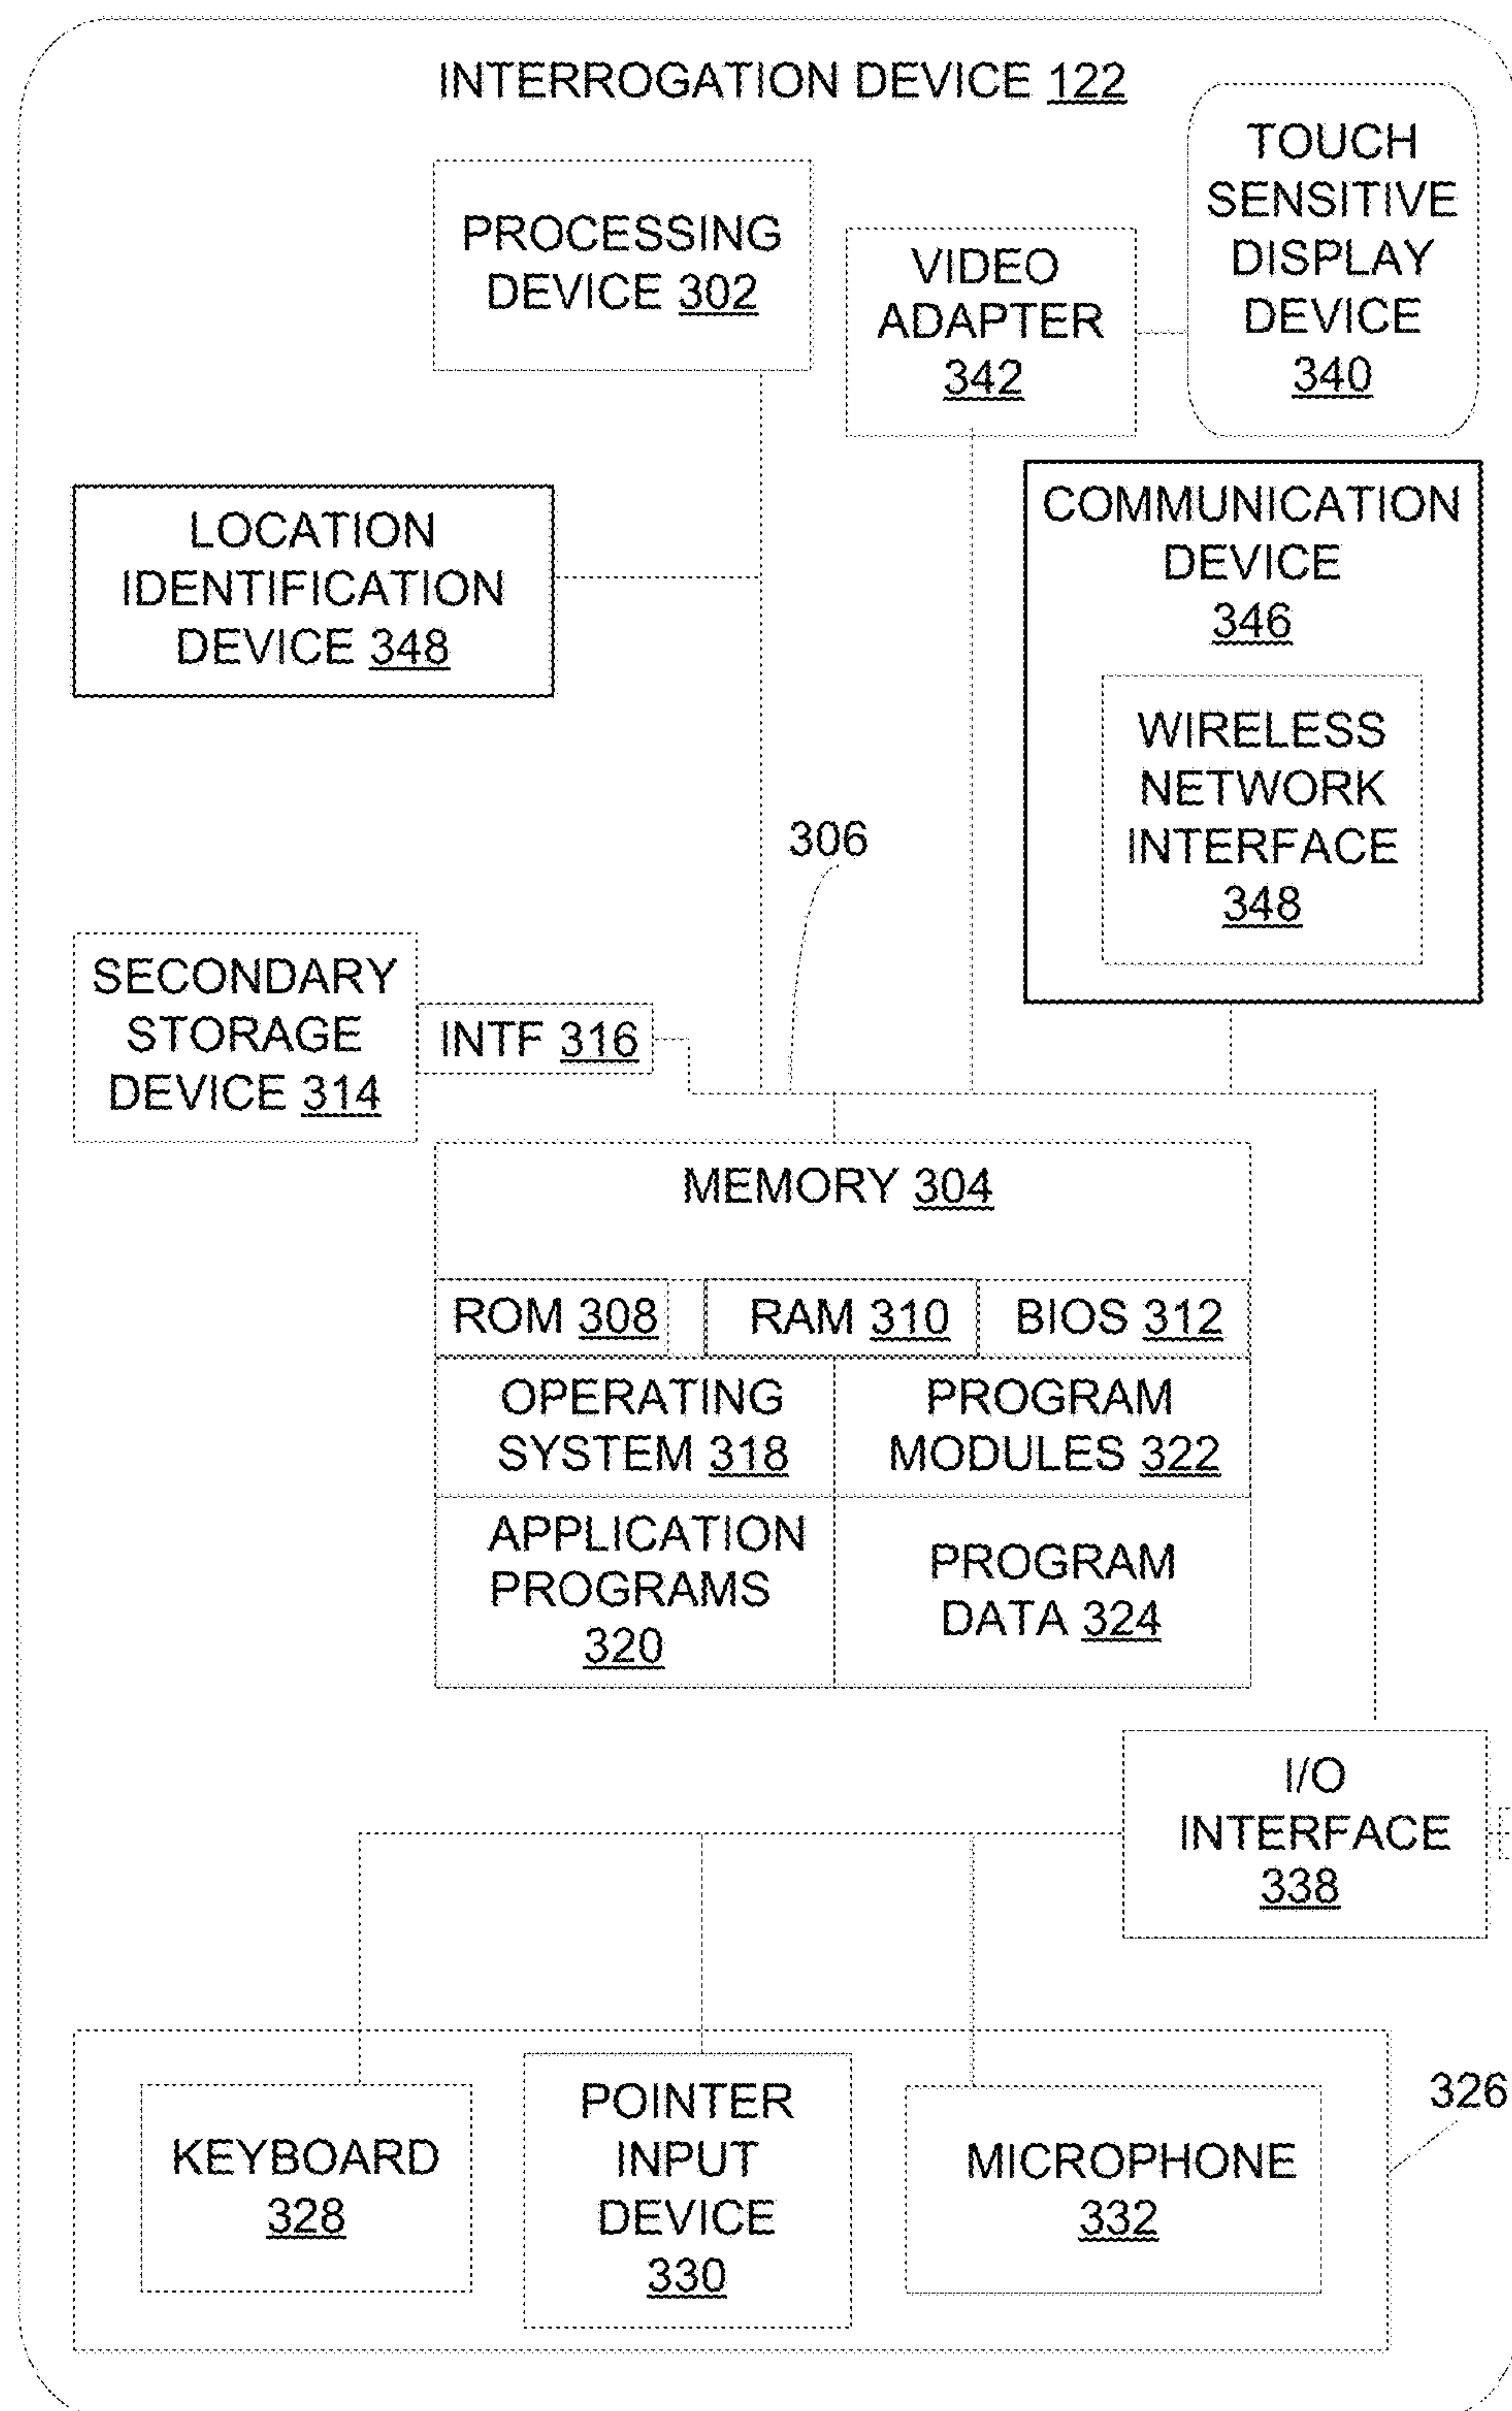 INTERROGATION DEVICE 122
PROCESSING
DEVICE 302
VIDEO
ADAPTER
342
TOUCH
SENSITIVE
DISPLAY
DEVICE
340
LOCATION
IDENTIFICATION
DEVICE 348
COMMUNICATION
DEVICE
346
WIRELESS
NETWORK
INTERFACE
348
306
SECONDARY
STORAGE
DEVICE 314
INTF 316
MEMORY 304
ROM 308
RAM 310
BIOS 312
OPERATING
SYSTEM 318
PROGRAM
MODULES 322
APPLICATION
PROGRAMS
320
PROGRAM
DATA 324
I/O
INTERFACE
338
326
KEYBOARD
328
POINTER
INPUT
DEVICE
330
MICROPHONE
332